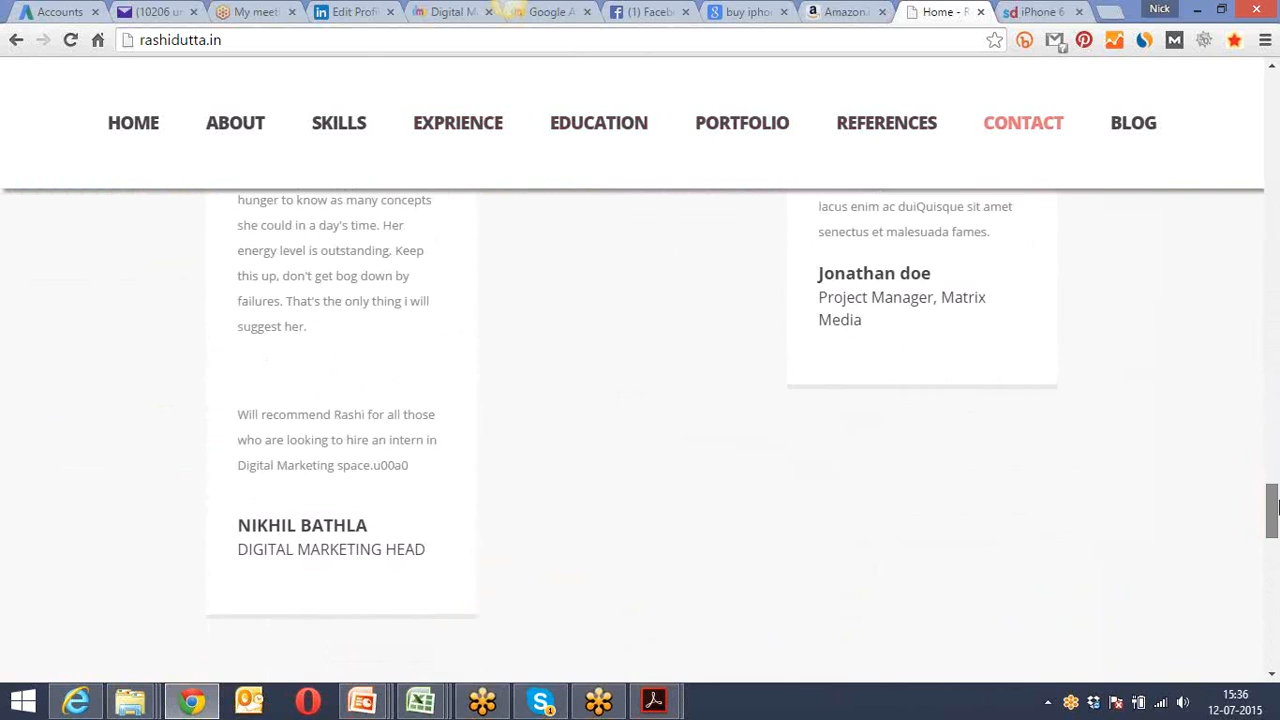 Accounts
(10206 un
My meeti
Edit Profi
Digital M
Google A
(1) Faceb
buy iphon
Amazon.i
Home - R
iPhone 6
Nick
rashidutta.in
HOME ABOUT SKILLS EXPRIENCE EDUCATION PORTFOLIO REFERENCES CONTACT BLOG
hunger to know as many concepts
she could in a day's time. Her
energy level is outstanding. Keep
this up, don't get bog down by
failures. That's the only thing i will
suggest her.
Will recommend Rashi for all those
who are looking to hire an intern in
Digital Marketing space.u00a0
NIKHIL BATHLA
DIGITAL MARKETING HEAD
lacus enim ac duiQuisque sit amet
senectus et malesuada fames.
Jonathan doe
Project Manager, Matrix
Media
15:36
12-07-2015